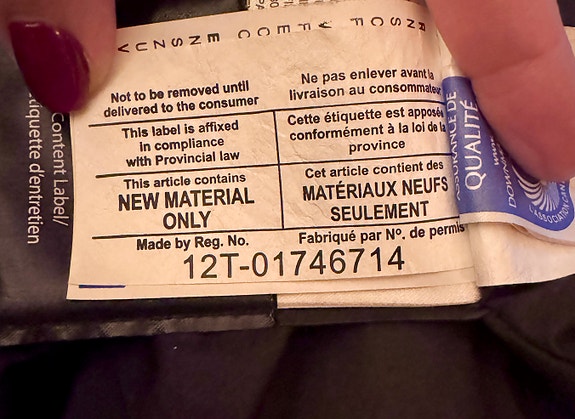 Not to be removed until
delivered to the consumer
Ne pas enlever avant la
livraison au consommateur
This label is affixed
In compliance
with Provincial law
Cette étiquette est apposée
conformément à la loi de la
province
This article contains
NEW MATERIAL
ONLY
Cet article contient des
MATÉRIAUX NEUFS
SEULEMENT
Made by Reg. No.
Fabriqué par Nº. de permis
12T-01746714
Content Label/
d'entretien
QUALITÉ